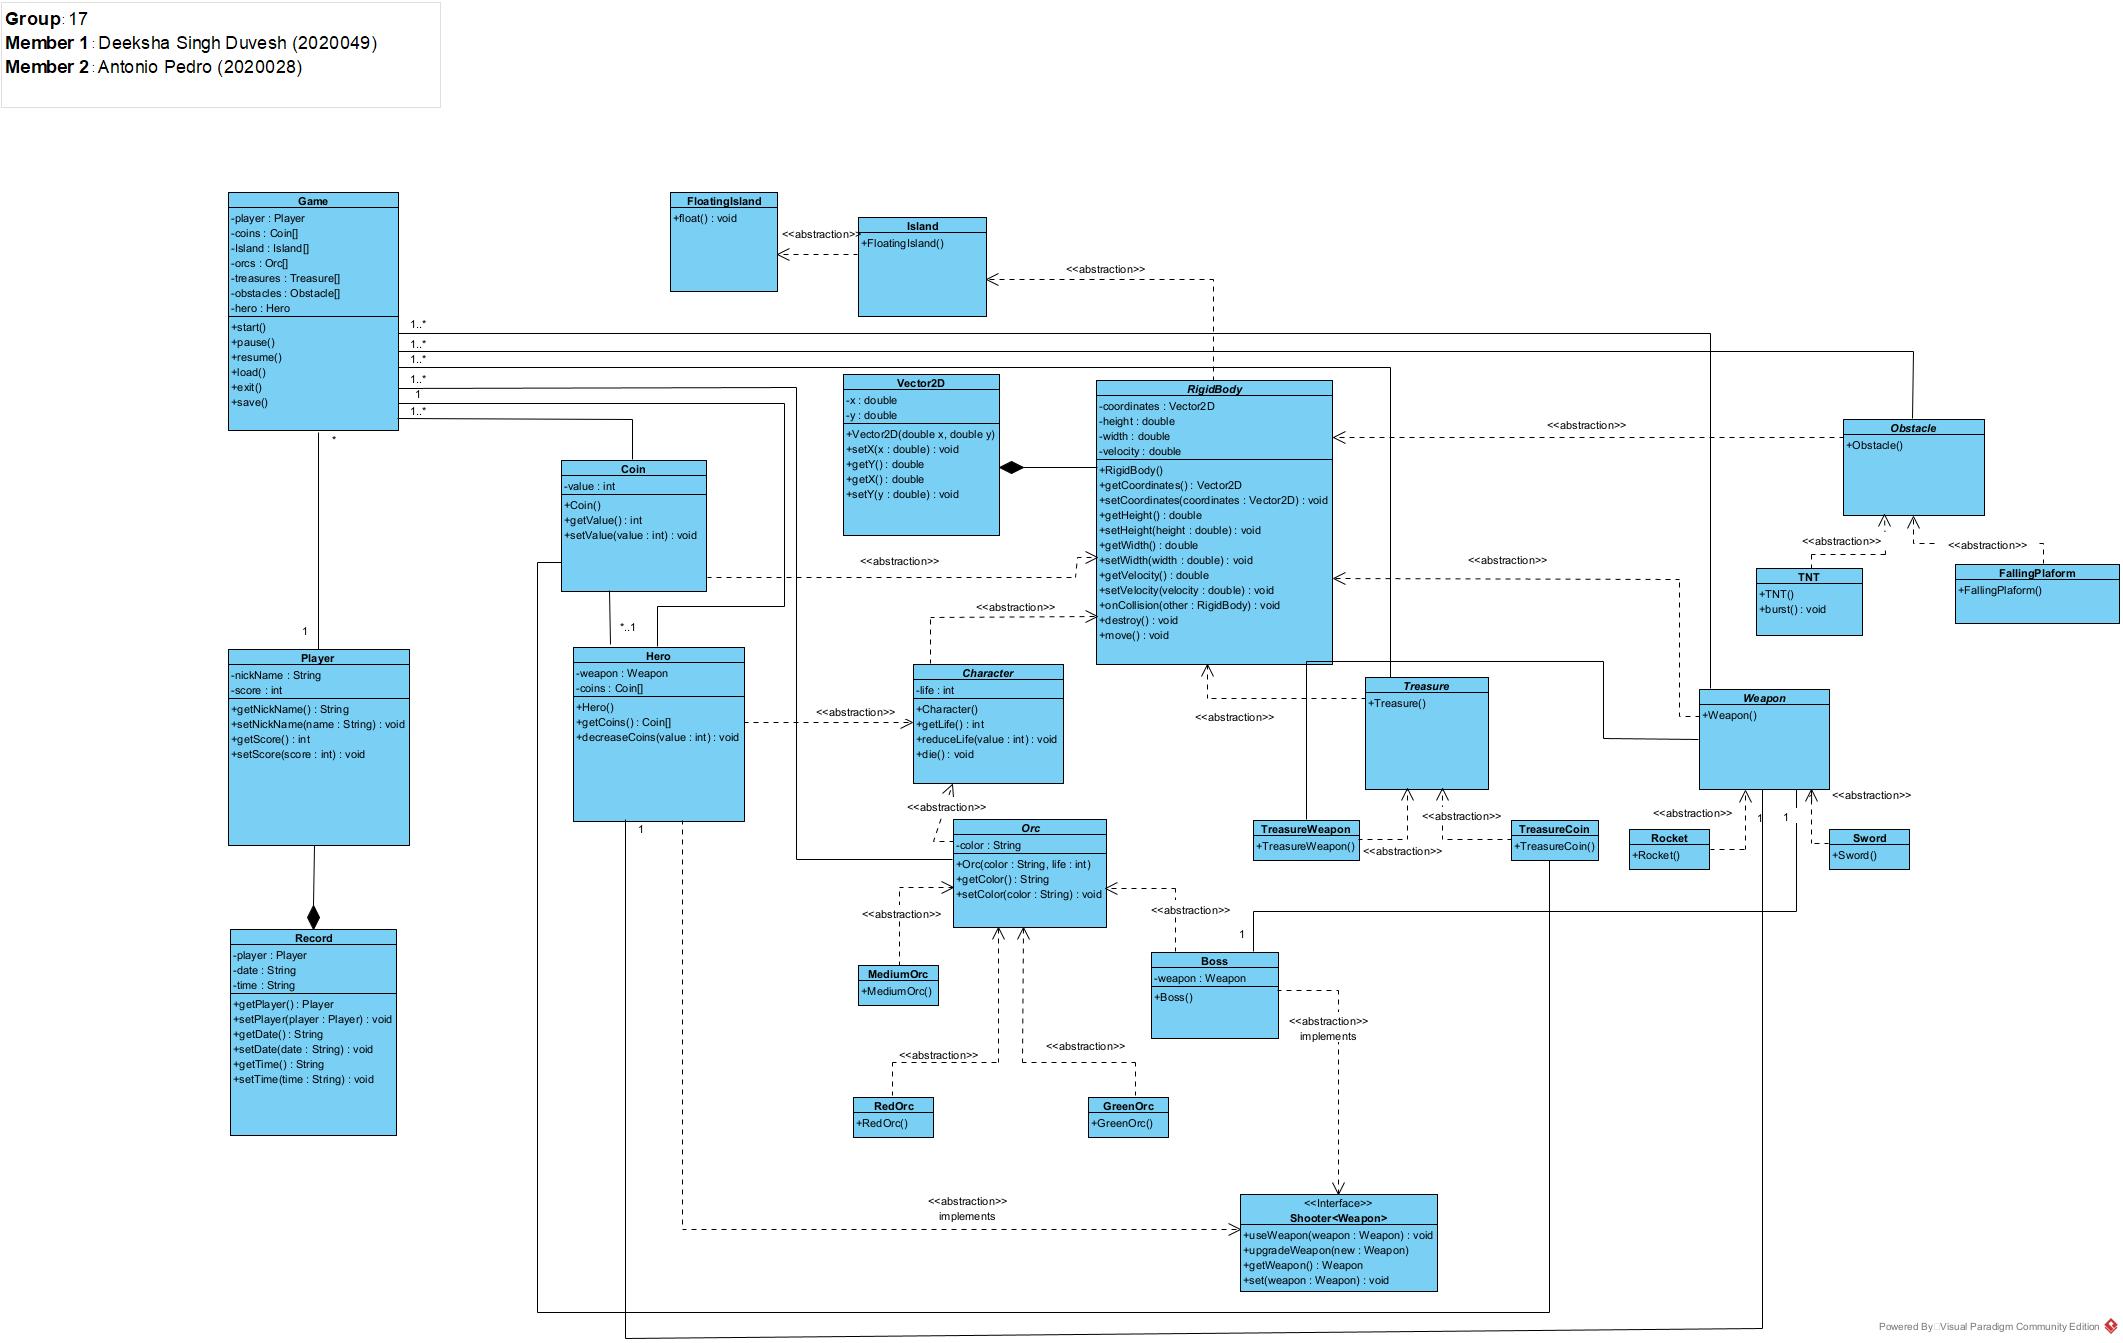 Group: 17
Member 1: Deeksha Singh Duvesh (2020049)
Member 2: Antonio Pedro (2020028)
Game
-player : Player
-coins : Coin[]
-Island : Island[]
-orcs : Orc[]
-treasures : Treasure[]
-obstacles : Obstacle[]
-hero : Hero
+start()
+pause()
+resume()
+load()
+exit()
+save()
1..*
1..*
1..*
1..*
1
1..*
*
1
FloatingIsland
+float() : void
<<abstraction>>
Island
+FloatingIsland()
<<abstraction>>
Vector2D
-x : double
-y : double
+Vector2D(double x, double y)
+setX(x : double) : void
+getY() : double
+getX() : double
+setY(y : double) : void
RigidBody
-coordinates : Vector2D
-height : double
-width : double
-velocity : double
+RigidBody()
+getCoordinates() : Vector2D
+setCoordinates(coordinates : Vector2D) : void
+getHeight() : double
+setHeight(height : double) : void
+getWidth() : double
+setWidth(width : double) : void
+getVelocity() : double
+setVelocity(velocity : double) : void
+onCollision(other : RigidBody) : void
+destroy() : void
+move() : void
<<abstraction>>
Obstacle
+Obstacle()
<<abstraction>>
<<abstraction>>
TNT
+TNT()
+burst() : void
FallingPlaform
+FallingPlaform()
Coin
-value : int
+Coin()
+getValue() : int
+setValue(value : int) : void
<<abstraction>>
<<abstraction>>
<<abstraction>>
*..1
Player
-nickName : String
-score : int
+getNickName() : String
+setNickName(name : String) : void
+getScore() : int
+setScore(score : int) : void
Hero
-weapon : Weapon
-coins : Coin[]
+Hero()
+getCoins() : Coin[]
+decreaseCoins(value : int) : void
1
<<abstraction>>
Character
-life : int
+Character()
+getLife() : int
+reduceLife(value : int) : void
+die() : void
<<abstraction>>
<<abstraction>>
Treasure
+Treasure()
Weapon
+Weapon()
<<abstraction>>
<<abstraction>>
TreasureWeapon
+TreasureWeapon()
TreasureCoin
+TreasureCoin()
<<abstraction>>
1
1
<<abstraction>>
Rocket
+Rocket()
Sword
+Sword()
Orc
-color : String
+Orc(color : String, life : int)
+getColor() : String
+setColor(color : String) : void
<<abstraction>>
<<abstraction>>
1
MediumOrc
+MediumOrc()
Boss
-weapon : Weapon
+Boss()
<<abstraction>>
implements
Record
-player : Player
-date : String
-time : String
+getPlayer() : Player
+setPlayer(player : Player) : void
+getDate() : String
+setDate(date : String) : void
+getTime() : String
+setTime(time : String) : void
<<abstraction>>
<<abstraction>>
RedOrc
+RedOrc()
GreenOrc
+GreenOrc()
<<abstraction>>
implements
<<Interface>>
Shooter<Weapon>
+useWeapon(weapon : Weapon) : void
+upgradeWeapon(new : Weapon)
+getWeapon() : Weapon
+set(weapon : Weapon) : void
Powered By Visual Paradigm Community Edition